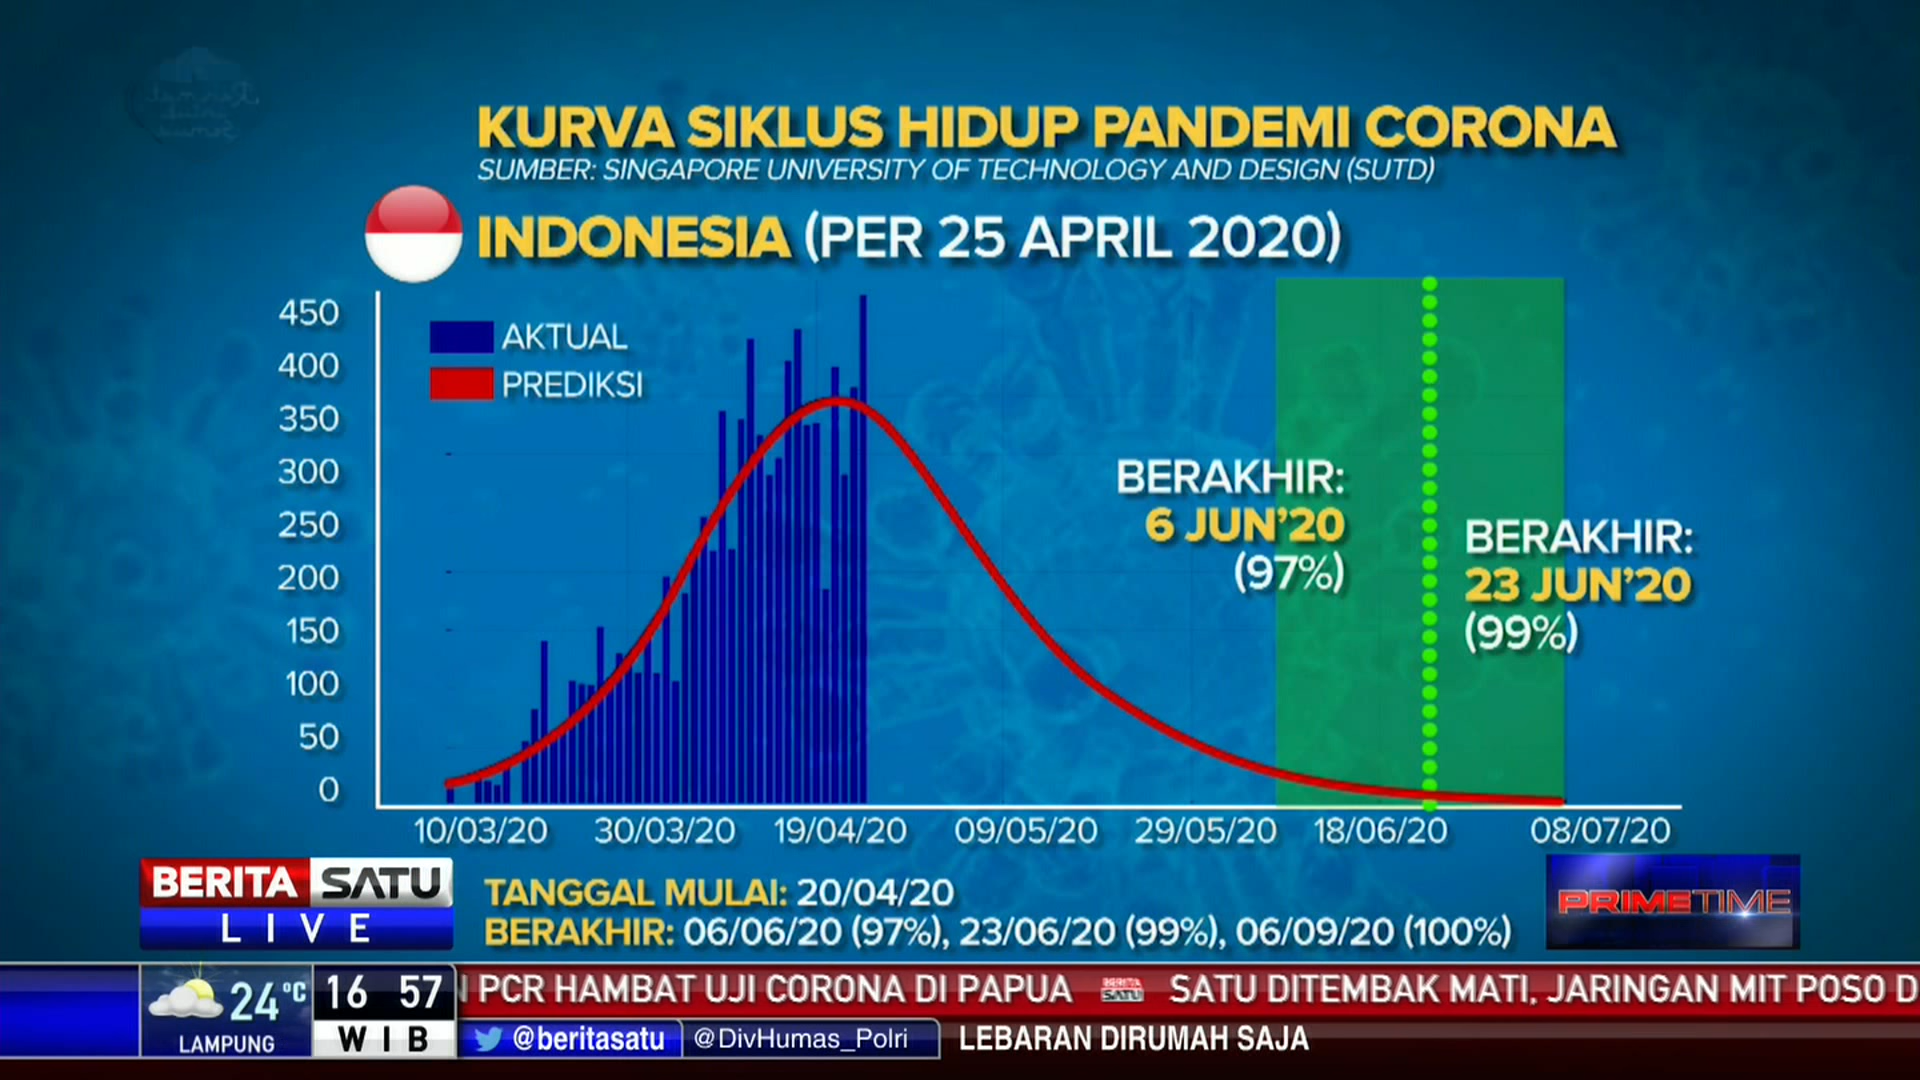 KURVA SIKLUS HIDUP PANDEMI CORONA
SUMBER: SINGAPORE UNIVERSITY OF TECHNOLOGY AND DESIGN (SUTD)
INDONESIA (PER 25 APRIL 2020)
450
400
350
300
250
200
150
100
50
0
AKTUAL
PREDIKSI
BERAKHIR:
6 JUN'20
(97%)
BERAKHIR:
23 JUN'20
(99%)
10/03/20 30/03/20 19/04/20 09/05/20 29/05/20 18/06/20 08/07/20
BERITA SATU
LIVE
TANGGAL MULAI: 20/04/20
BERAKHIR: 06/06/20 (97%), 23/06/20 (99%), 06/09/20 (100%)
PRIMETIME
24°C
LAMPUNG
16 57
WIB
N PCR HAMBAT UJI CORONA DI PAPUA BERITA SATU SATU DITEMBAK MATI, JARINGAN MIT POSO D
@beritasatu @DivHumas_Polri LEBARAN DIRUMAH SAJA